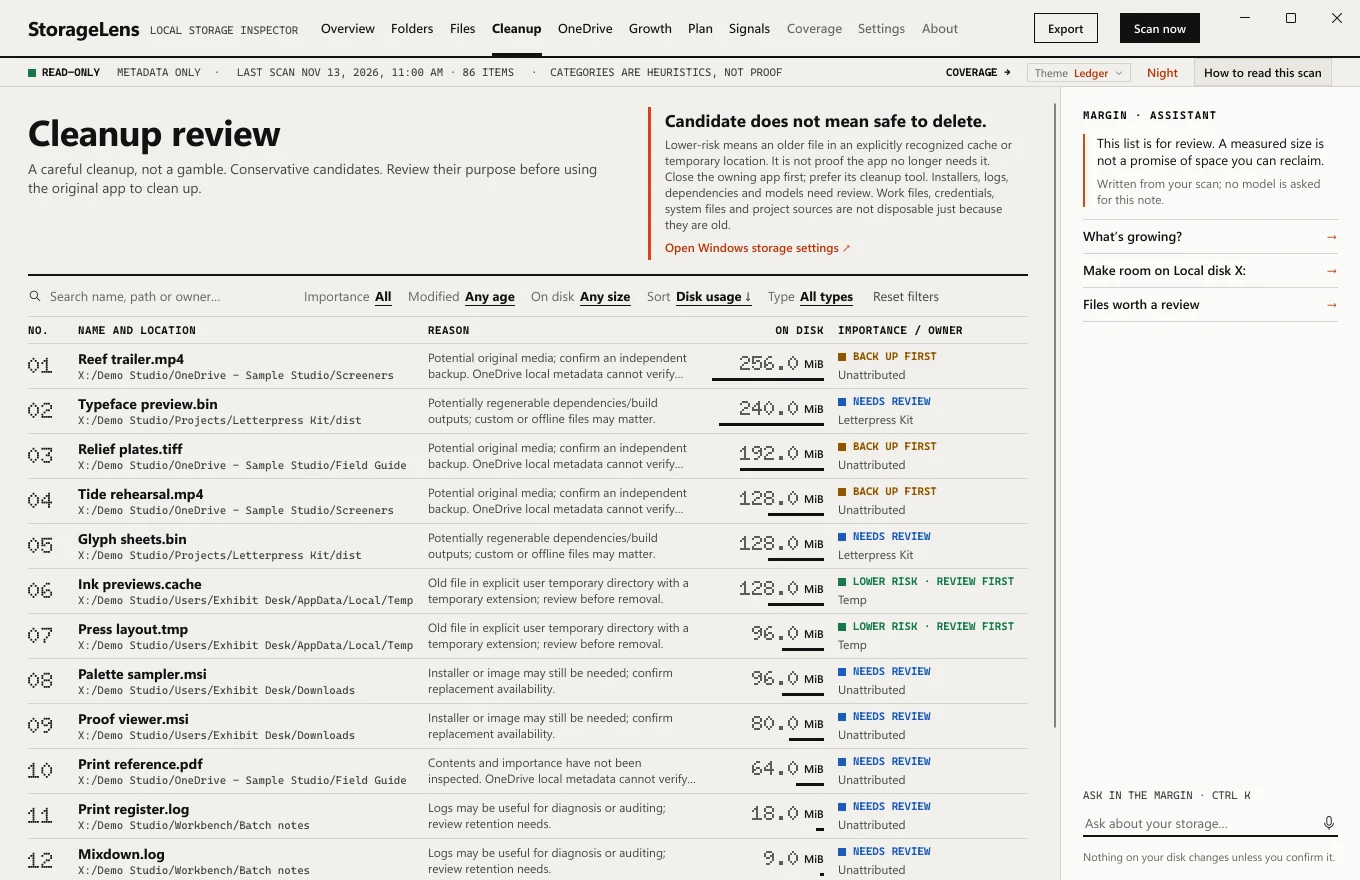 StorageLens LOCAL STORAGE INSPECTOR Overview Folders Files Cleanup OneDrive Growth Plan Signals Coverage Settings About Export Scan now
READ-ONLY METADATA ONLY · LAST SCAN NOV 13, 2026, 11:00 AM · 86 ITEMS · CATEGORIES ARE HEURISTICS, NOT PROOF COVERAGE → Theme Ledger Night How to read this scan
Cleanup review
A careful cleanup, not a gamble. Conservative candidates. Review their purpose before using
the original app to clean up.
Candidate does not mean safe to delete.
Lower-risk means an older file in an explicitly recognized cache or
temporary location. It is not proof the app no longer needs it.
Close the owning app first; prefer its cleanup tool. Installers, logs,
dependencies and models need review. Work files, credentials,
system files and project sources are not disposable just because
they are old.
Open Windows storage settings ↗
Search name, path or owner... Importance All Modified Any age On disk Any size Sort Disk usage ↓ Type All types Reset filters
NO. NAME AND LOCATION REASON ON DISK IMPORTANCE / OWNER
01 Reef trailer.mp4 Potential original media; confirm an independent 256.0 MiB BACK UP FIRST
X:/Demo Studio/OneDrive - Sample Studio/Screeners backup. OneDrive local metadata cannot verify... Unattributed
02 Typeface preview.bin Potentially regenerable dependencies/build 240.0 MiB NEEDS REVIEW
X:/Demo Studio/Projects/Letterpress Kit/dist outputs; custom or offline files may matter. Letterpress Kit
03 Relief plates.tiff Potential original media; confirm an independent 192.0 MiB BACK UP FIRST
X:/Demo Studio/OneDrive - Sample Studio/Field Guide backup. OneDrive local metadata cannot verify... Unattributed
04 Tide rehearsal.mp4 Potential original media; confirm an independent 128.0 MiB BACK UP FIRST
X:/Demo Studio/OneDrive - Sample Studio/Screeners backup. OneDrive local metadata cannot verify... Unattributed
05 Glyph sheets.bin Potentially regenerable dependencies/build 128.0 MiB NEEDS REVIEW
X:/Demo Studio/Projects/Letterpress Kit/dist outputs; custom or offline files may matter. Letterpress Kit
06 Ink previews.cache Old file in explicit user temporary directory with a 128.0 MiB LOWER RISK · REVIEW FIRST
X:/Demo Studio/Users/Exhibit Desk/AppData/Local/Temp temporary extension; review before removal. Temp
07 Press layout.tmp Old file in explicit user temporary directory with a 96.0 MiB LOWER RISK · REVIEW FIRST
X:/Demo Studio/Users/Exhibit Desk/AppData/Local/Temp temporary extension; review before removal. Temp
08 Palette sampler.msi Installer or image may still be needed; confirm 96.0 MiB NEEDS REVIEW
X:/Demo Studio/Users/Exhibit Desk/Downloads replacement availability. Unattributed
09 Proof viewer.msi Installer or image may still be needed; confirm 80.0 MiB NEEDS REVIEW
X:/Demo Studio/Users/Exhibit Desk/Downloads replacement availability. Unattributed
10 Print reference.pdf Contents and importance have not been 64.0 MiB NEEDS REVIEW
X:/Demo Studio/OneDrive - Sample Studio/Field Guide inspected. OneDrive local metadata cannot verify... Unattributed
11 Print register.log Logs may be useful for diagnosis or auditing; 18.0 MiB NEEDS REVIEW
X:/Demo Studio/Workbench/Batch notes review retention needs. Unattributed
12 Mixdown.log Logs may be useful for diagnosis or auditing; 9.0 MiB NEEDS REVIEW
X:/Demo Studio/Workbench/Batch notes review retention needs. Unattributed
MARGIN · ASSISTANT
This list is for review. A measured size is
not a promise of space you can reclaim.
Written from your scan; no model is asked
for this note.
What's growing? →
Make room on Local disk X: →
Files worth a review →
ASK IN THE MARGIN · CTRL K
Ask about your storage...
Nothing on your disk changes unless you confirm it.